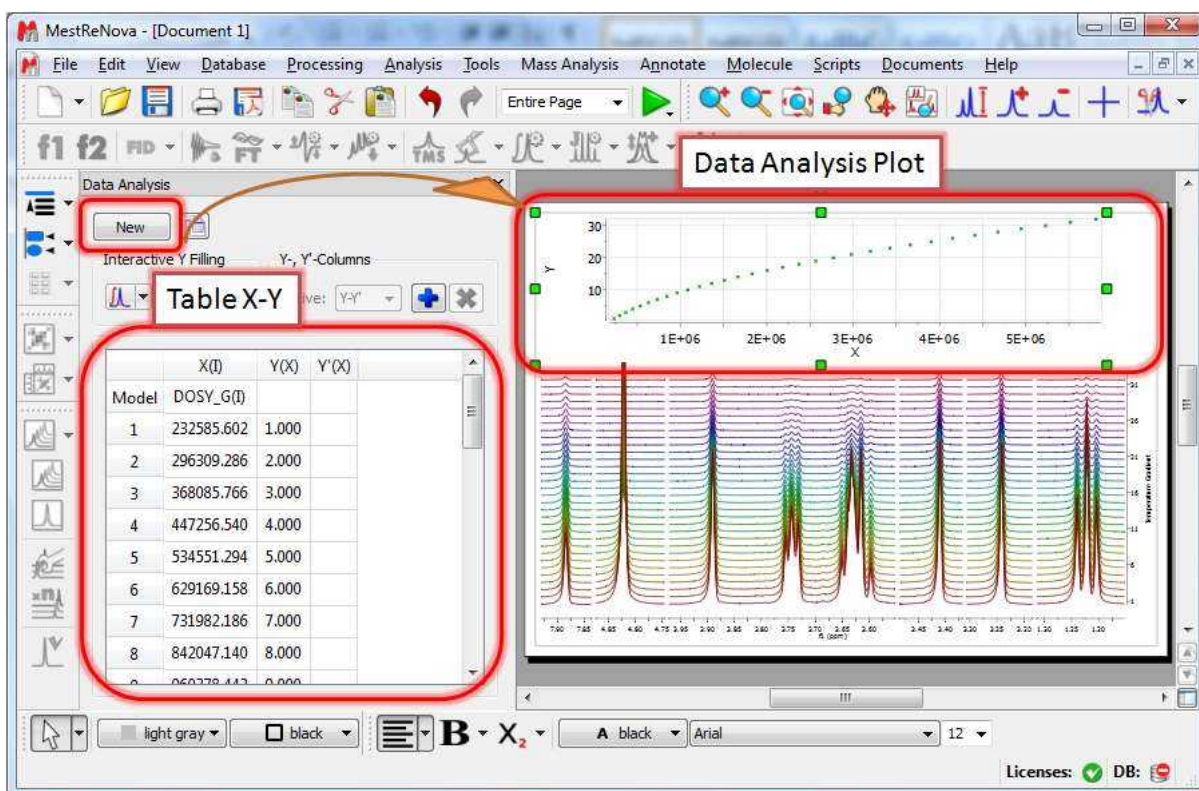 MestReNova - [Document 1]
File Edit View Database Processing Analysis Tools Mass Analysis Annotate Molecule Scripts Documents Help
Entire Page
f1 f2 FID FT TMS
Data Analysis Plot
Data Analysis
New
Interactive Y Filling Y-, Y'-Columns
Table X-Y
Y-Y'
X(I) Y(X) Y'(X)
Model DOSY_G(I)
1 232585.602 1.000
2 296309.286 2.000
3 368085.766 3.000
4 447256.540 4.000
5 534551.294 5.000
6 629169.158 6.000
7 731982.186 7.000
8 842047.140 8.000
30
20
10
Y
1E+06 2E+06 3E+06 4E+06 5E+06
X
light gray black B X2 A black Arial 12
Licenses: DB: